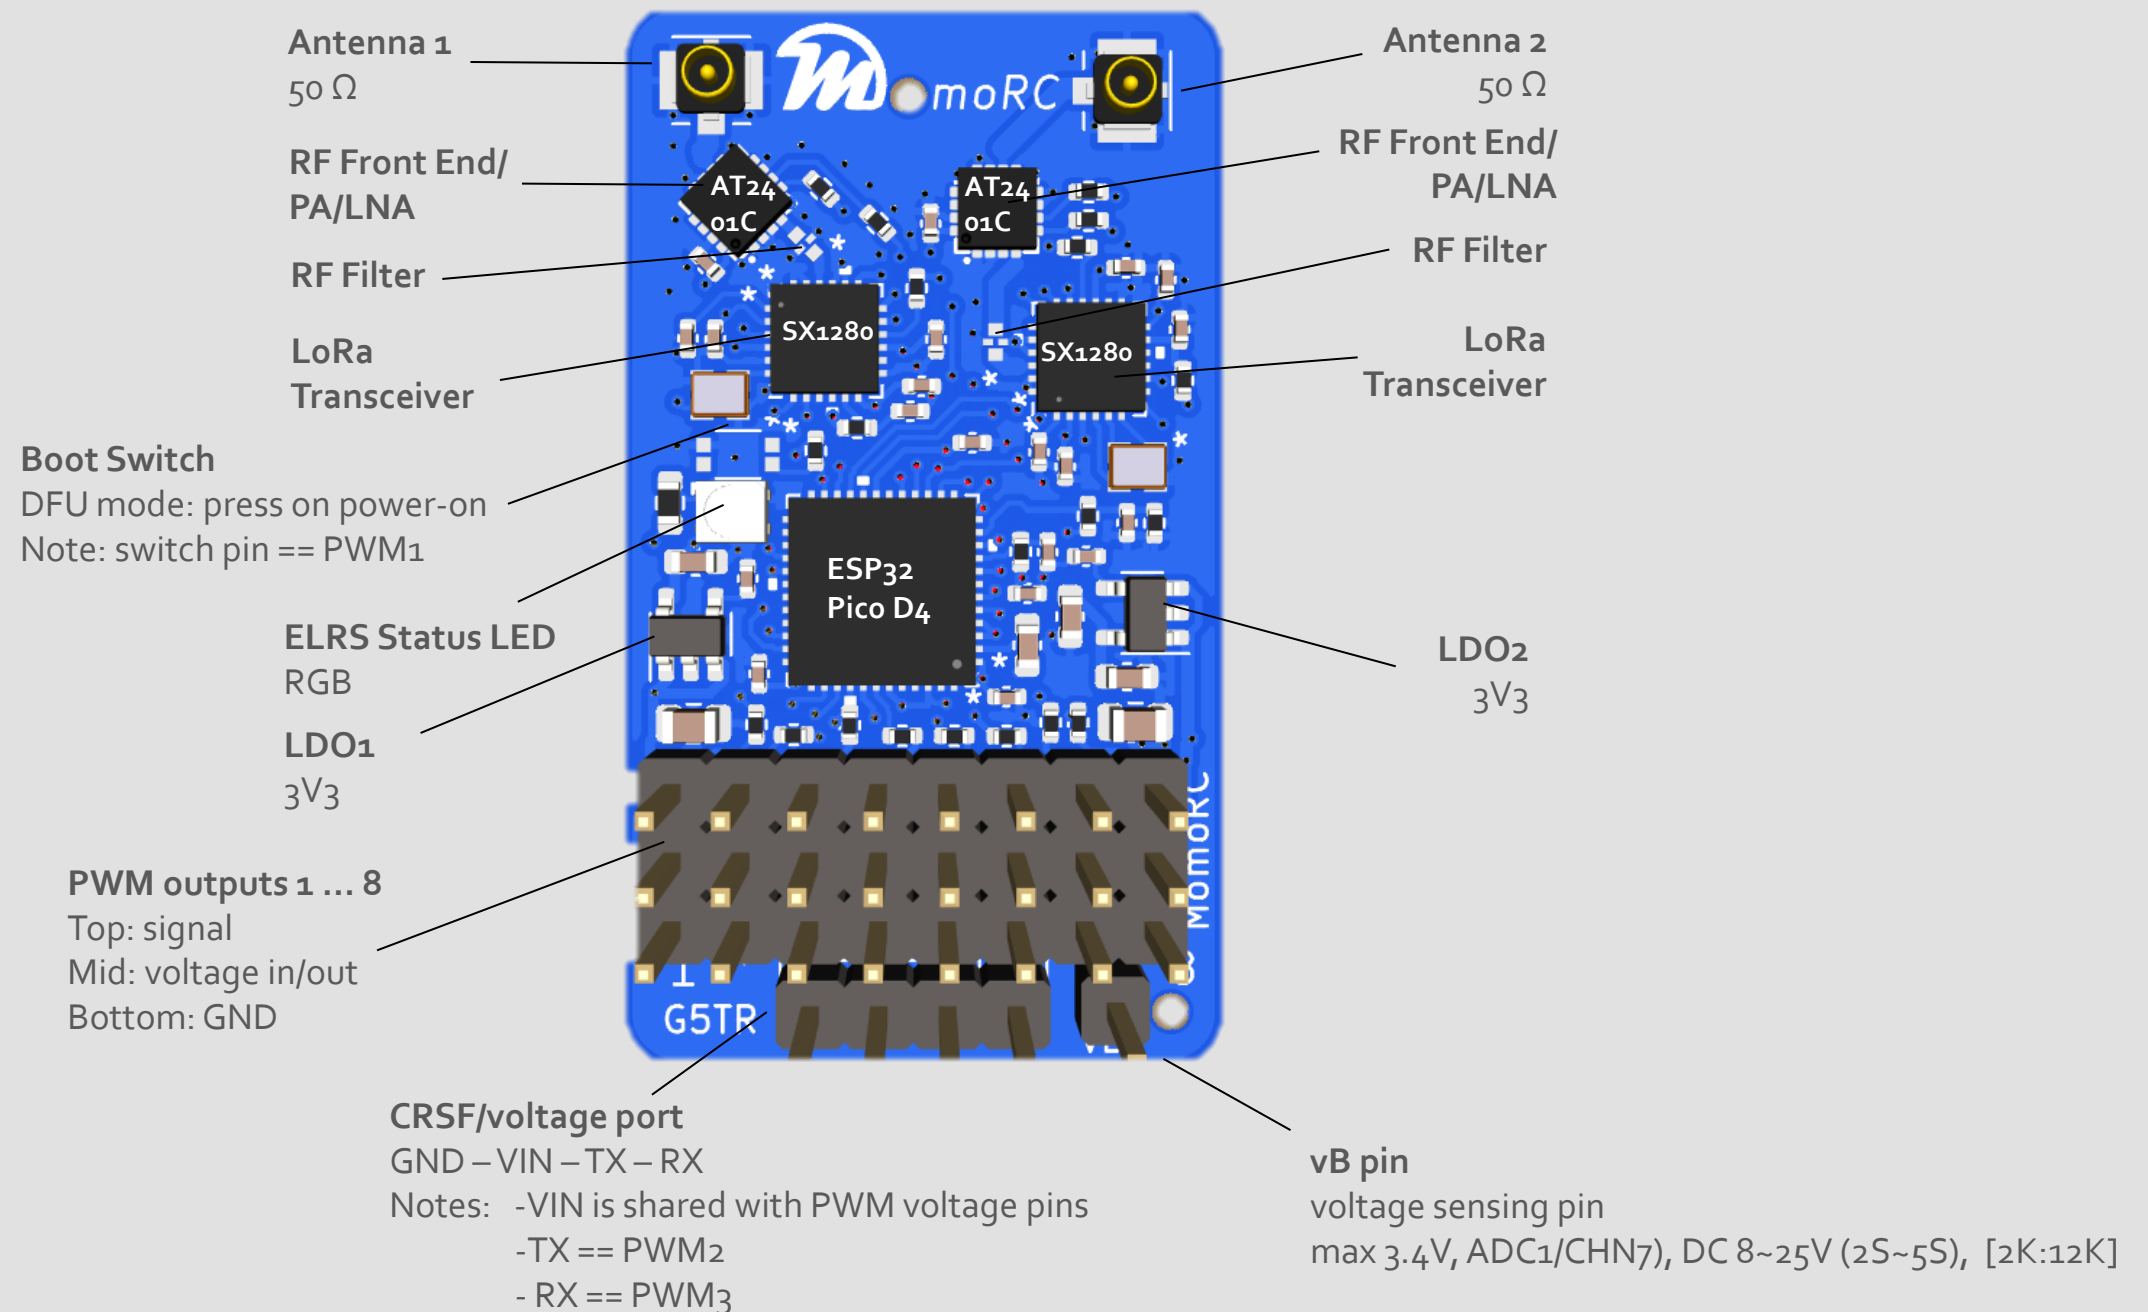 Antenna 1
50 Ω
RF Front End/
PA/LNA
RF Filter
LoRa
Transceiver
Boot Switch
DFU mode: press on power-on
Note: switch pin == PWM1
ELRS Status LED
RGB
LDO1
3V3
PWM outputs 1 ... 8
Top: signal
Mid: voltage in/out
Bottom: GND
moRC
AT24
01C
AT24
01C
SX1280
SX1280
ESP32
Pico D4
MomoRC
1
8
G5TR
Antenna 2
50 Ω
RF Front End/
PA/LNA
RF Filter
LoRa
Transceiver
LDO2
3V3
CRSF/voltage port
GND – VIN – TX – RX
Notes: -VIN is shared with PWM voltage pins
-TX == PWM2
- RX == PWM3
vB pin
voltage sensing pin
max 3.4V, ADC1/CHN7), DC 8~25V (2S~5S), [2K:12K]